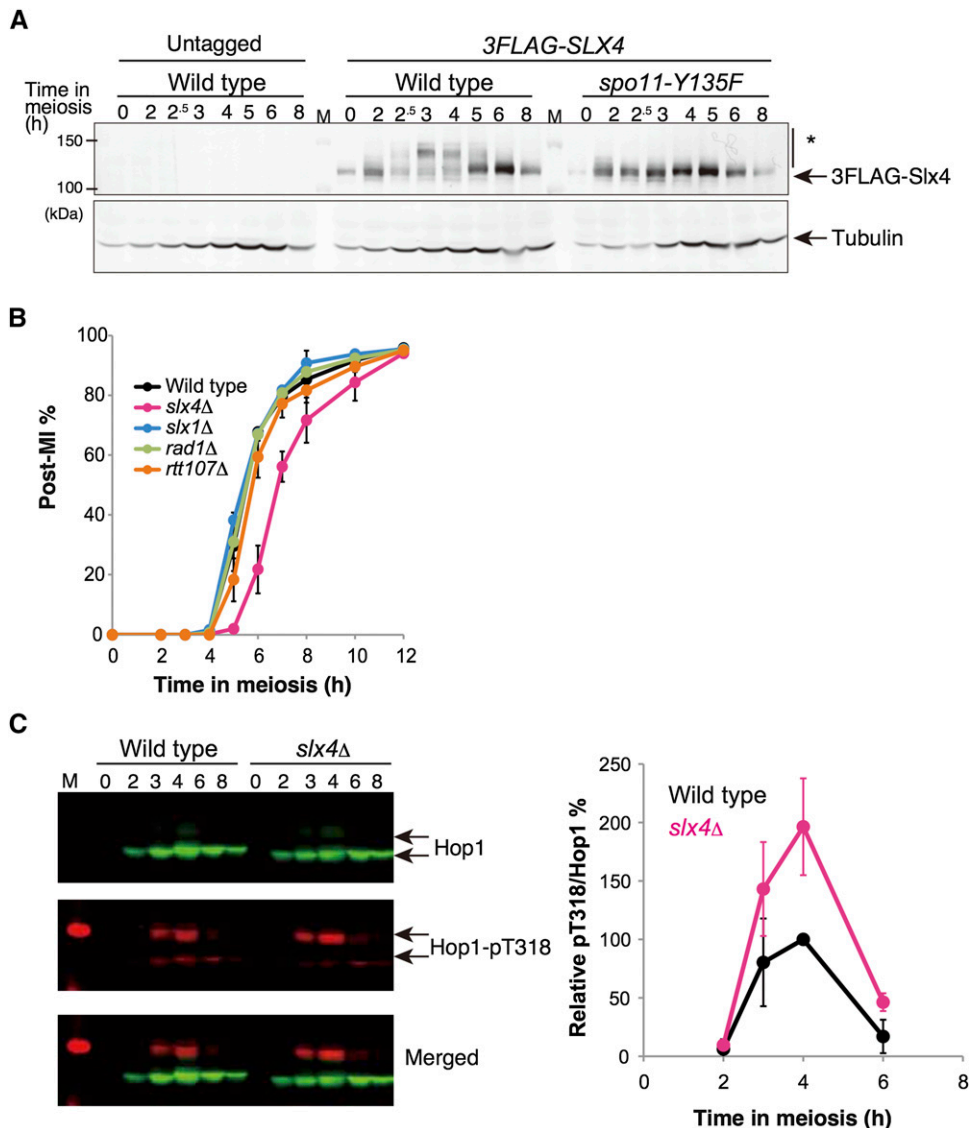 A
Untagged
3FLAG-SLX4
Wild type
Wild type
spo11-Y135F
Time in meiosis (h)
0 2 2.5 3 4 5 6 8 M 0 2 2.5 3 4 5 6 8 M 0 2 2.5 3 4 5 6 8
150
*
3FLAG-Slx4
100
(kDa)
Tubulin
B
100
80
60
40
20
0
Post-MI %
Wild type
slx4Δ
slx1Δ
rad1Δ
rtt107Δ
0 2 4 6 8 10 12
Time in meiosis (h)
C
Wild type
slx4Δ
M 0 2 3 4 6 8 0 2 3 4 6 8
Hop1
Hop1-pT318
Merged
250
200
150
100
50
0
Relative pT318/Hop1 %
Wild type
slx4Δ
0 2 4 6 8
Time in meiosis (h)